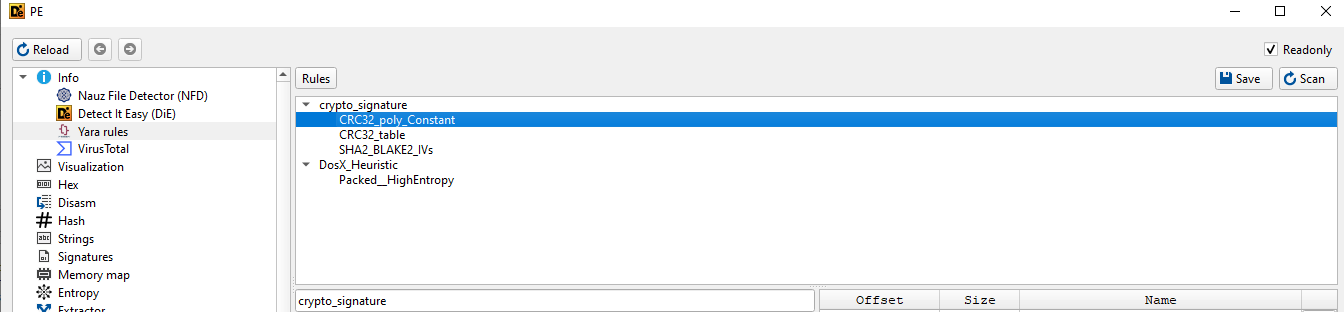 PE
Reload
Readonly
Info
Nauz File Detector (NFD)
Detect It Easy (DiE)
Yara rules
VirusTotal
Visualization
Hex
Disasm
Hash
Strings
Signatures
Memory map
Entropy
Extractor
Rules
Save
Scan
crypto_signature
CRC32_poly_Constant
CRC32_table
SHA2_BLAKE2_IVs
DosX_Heuristic
Packed__HighEntropy
crypto_signature
Offset Size Name